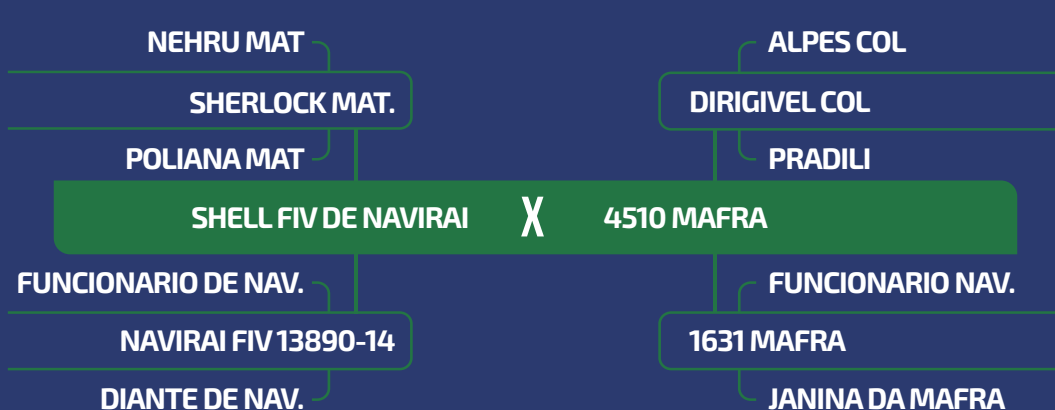 NEHRU MAT
ALPES COL
SHERLOCK MAT.
DIRIGIVEL COL
POLIANA MAT
PRADILI
SHELL FIV DE NAVIRAI X 4510 MAFRA
FUNCIONARIO DE NAV.
FUNCIONARIO NAV.
NAVIRAI FIV 13890-14
1631 MAFRA
DIANTE DE NAV.
JANINA DA MAFRA